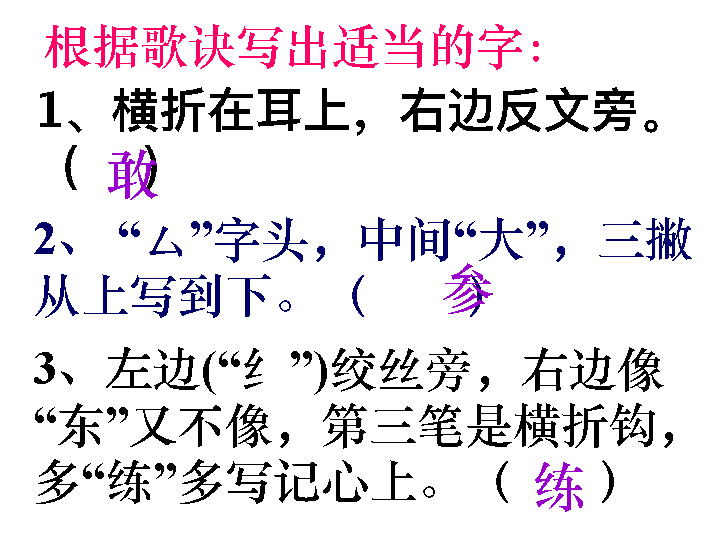 根据歌诀写出适当的字：
1、横折在耳上，右边反文旁。
（ 敢 ）
2、“ㄙ”字头，中间“大”，三撇
从上写到下。（ 参 ）
3、左边(“纟”)绞丝旁，右边像
“东”又不像，第三笔是横折钩，
多“练”多写记心上。（ 练 ）